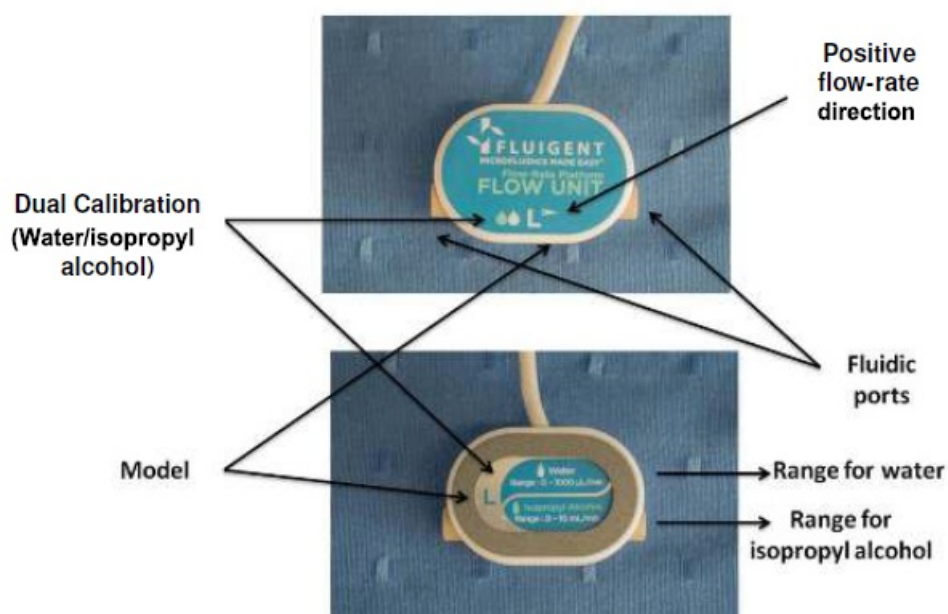 Positive
flow-rate
direction
FLUIGENT
MICROFLUIDICS MADE EASY
Flow-Rate Platform
FLOW UNIT
L
Dual Calibration
(Water/isopropyl
alcohol)
Fluidic
ports
Model
L
Water
Range : 0 - 1000 µL/min
Isopropyl Alcohol
Range : 0 - 10 mL/min
Range for water
Range for
isopropyl alcohol